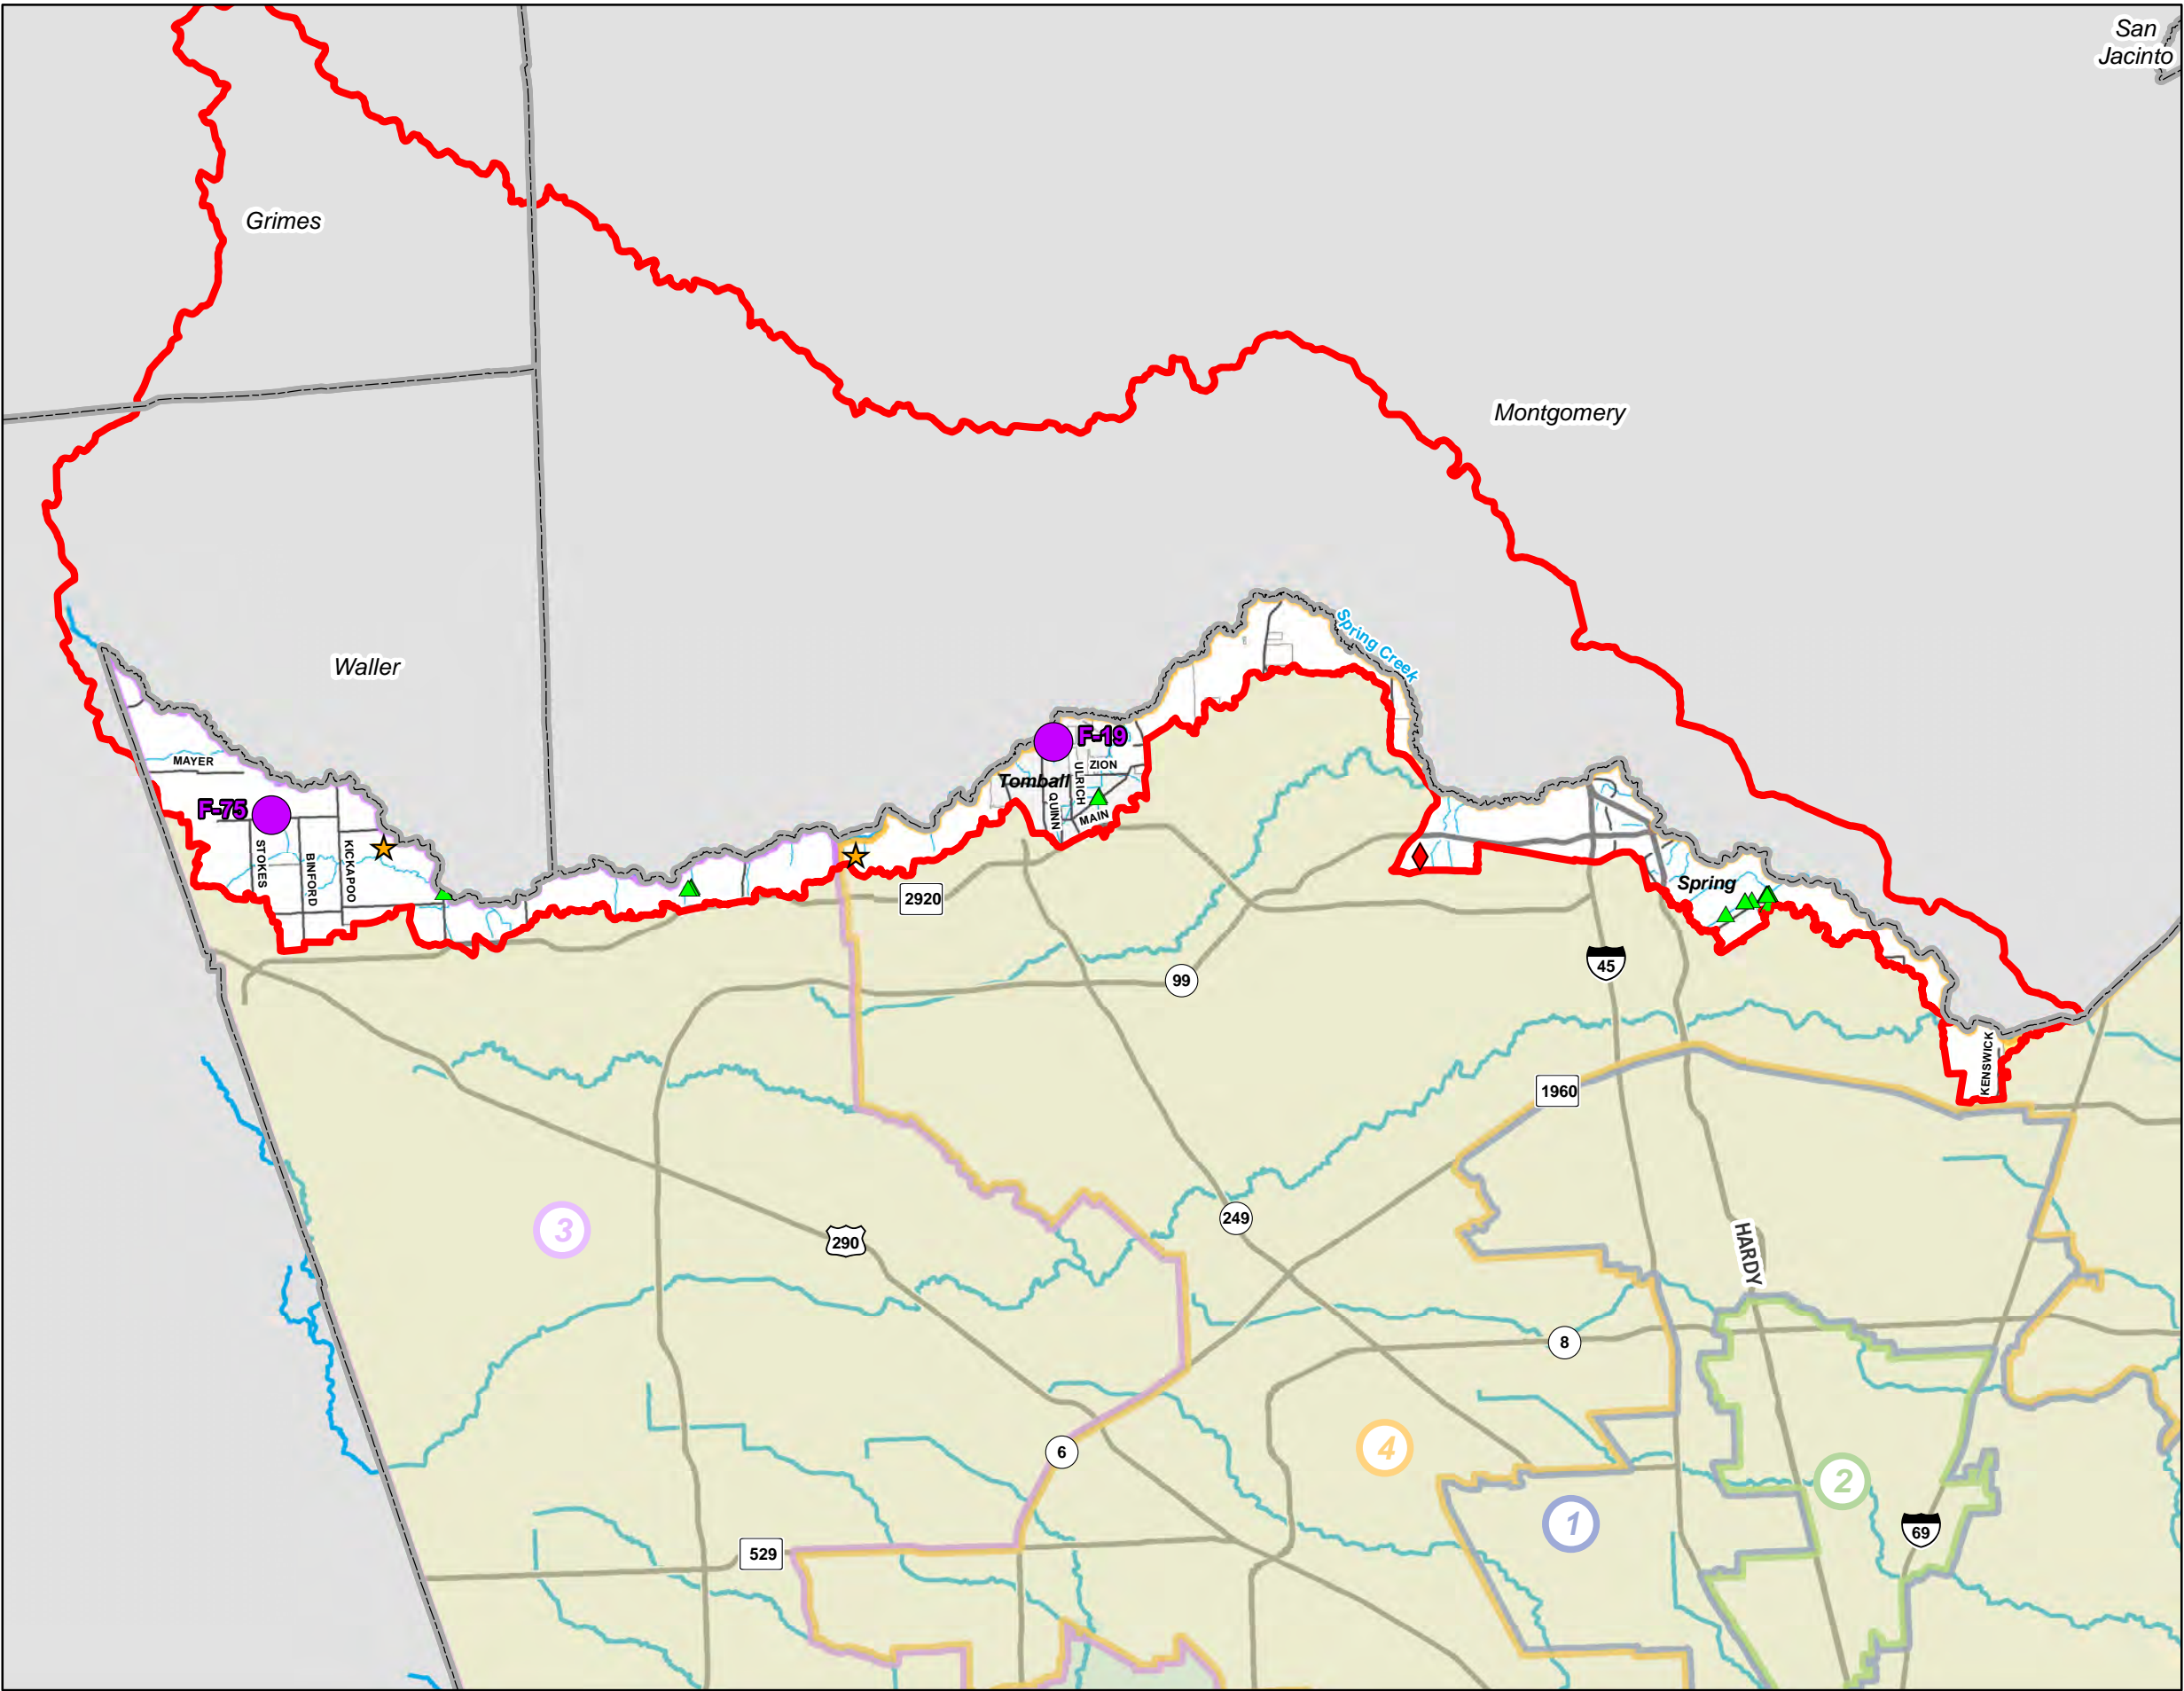 San
Jacinto
Grimes
Montgomery
Spring Creek
Waller
F-19
MAYER
ZION
Tomball
ULRICH
F-75
QUINN
MAIN
STOKES
BINFORD
KICKAPOO
Spring
2920
45
99
KENSWICK
1960
249
3
290
HARDY
8
6
4
2
1
69
529